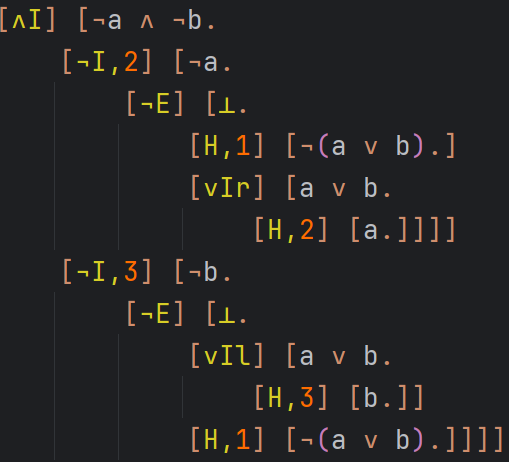 [∧I] [¬a ∧ ¬b.
[¬I,2] [¬a.
[¬E] [⊥.
[H,1] [¬(a ∨ b).]
[∨Ir] [a ∨ b.
[H,2] [a.]]]]
[¬I,3] [¬b.
[¬E] [⊥.
[∨Il] [a ∨ b.
[H,3] [b.]]
[H,1] [¬(a ∨ b).]]]]